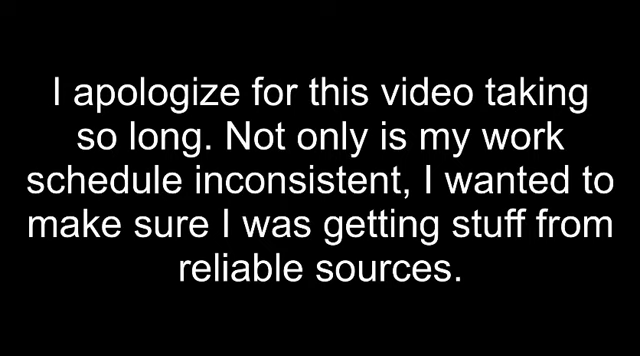 I apologize for this video taking
so long. Not only is my work
schedule inconsistent, I wanted to
make sure I was getting stuff from
reliable sources.